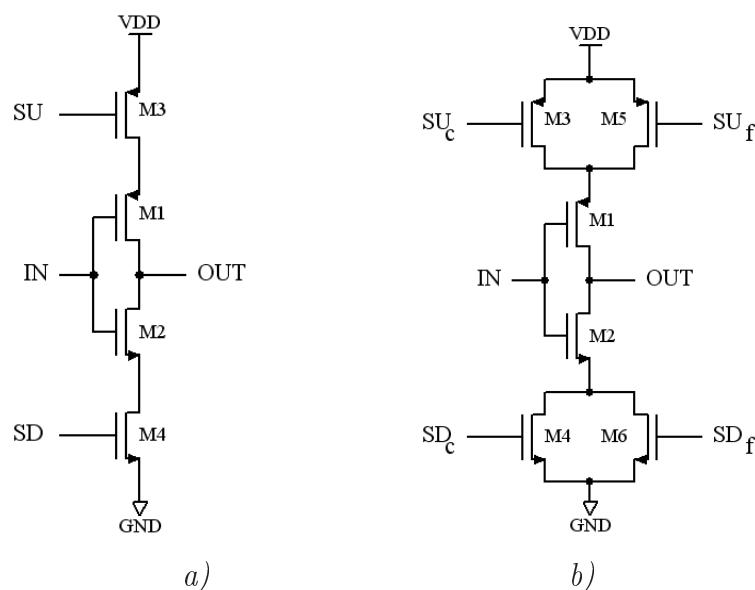 VDD
SU
M3
M1
IN
OUT
M2
SD
M4
GND
a)
VDD
SUc
M3
M5
SUf
M1
IN
OUT
M2
SDc
M4
M6
SDf
GND
b)